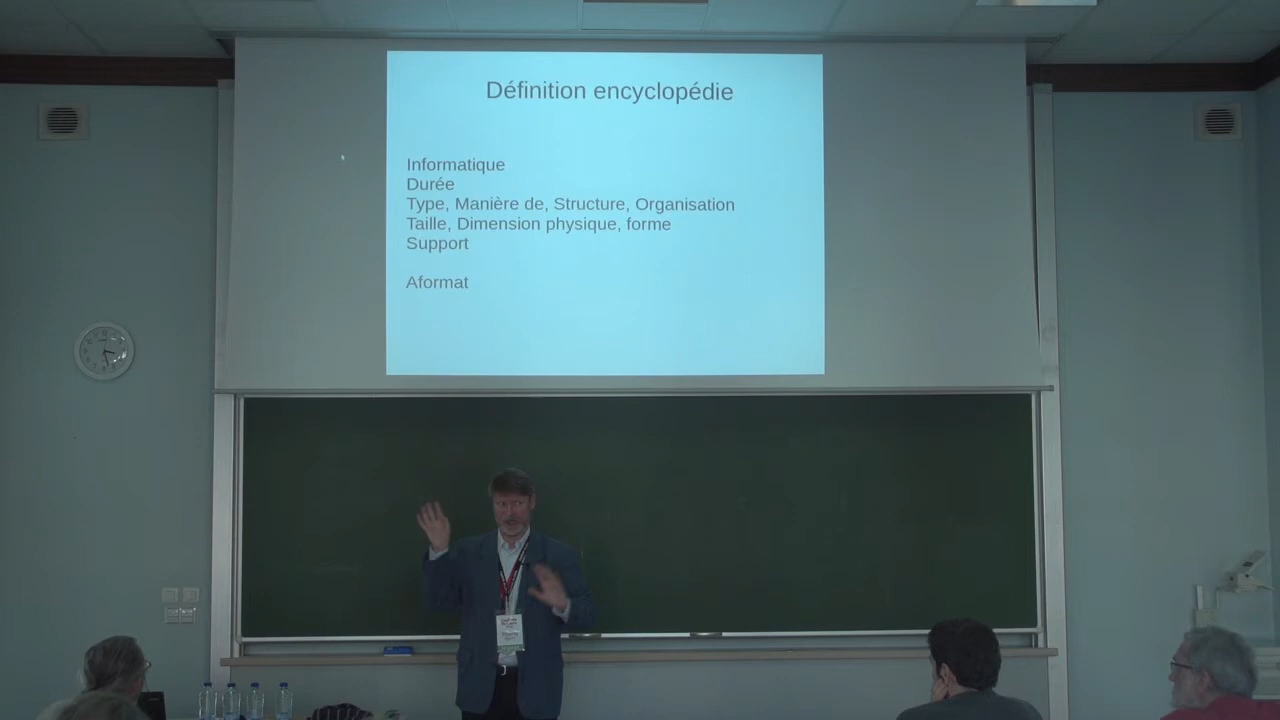 Définition encyclopédie
Informatique
Durée
Type, Manière de, Structure, Organisation
Taille, Dimension physique, forme
Support
Aformat